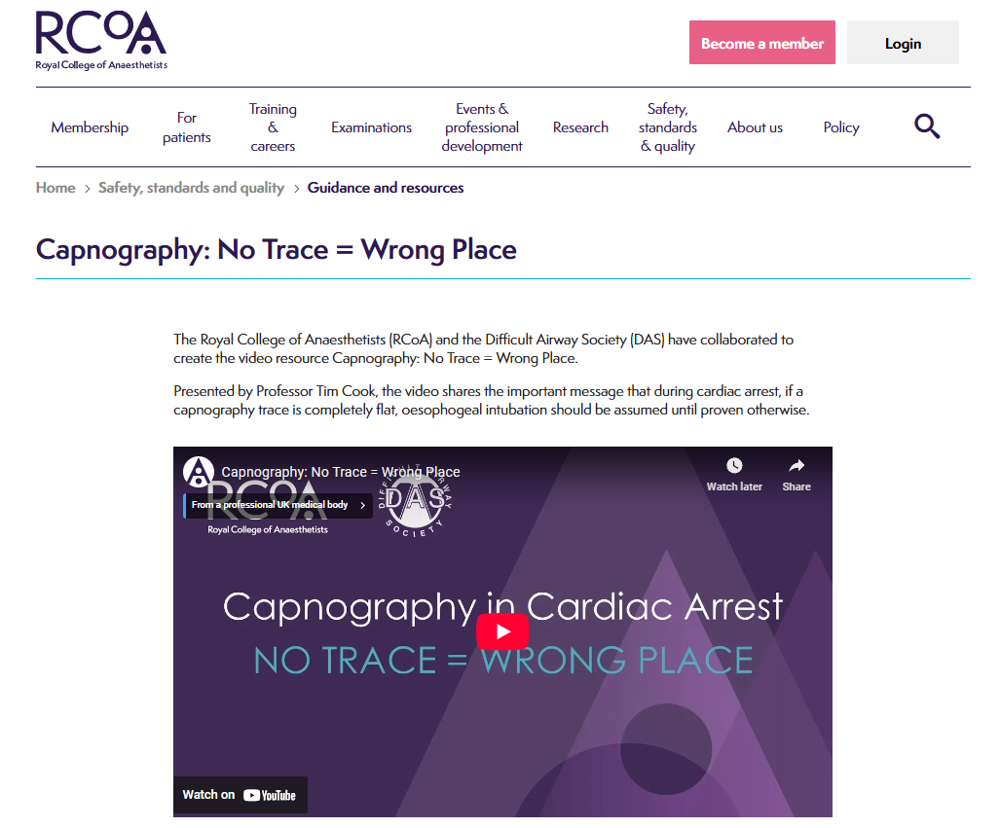 RCoA
Royal College of Anaesthetists
Become a member
Login
Membership
For
patients
Training
&
careers
Examinations
Events &
professional
development
Research
Safety,
standards
& quality
About us
Policy
Home > Safety, standards and quality > Guidance and resources
Capnography: No Trace = Wrong Place
The Royal College of Anaesthetists (RCoA) and the Difficult Airway Society (DAS) have collaborated to
create the video resource Capnography: No Trace = Wrong Place.
Presented by Professor Tim Cook, the video shares the important message that during cardiac arrest, if a
capnography trace is completely flat, oesophogeal intubation should be assumed until proven otherwise.
Capnography: No Trace = Wrong Place
Watch later
Share
From a professional UK medical body >
RCOA
Royal College of Anaesthetists
DIFFICULT AIRWAY
DAS
SOCIETY
Capnography in Cardiac Arrest
NO TRACE = WRONG PLACE
Watch on YouTube